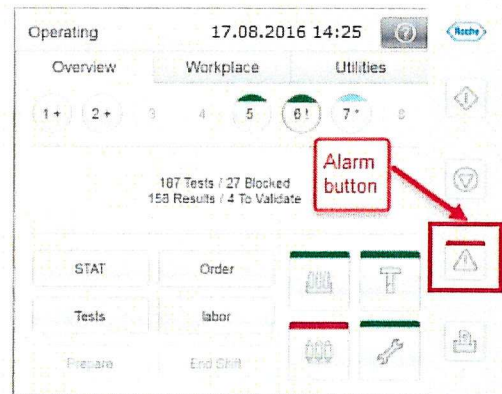 Operating 17.08.2016 14:25
Roche
Overview Workplace Utilities
1+ 2+ 3 4 5 6! 7* 8
Alarm
button
187 Tests / 27 Blocked
158 Results / 4 To Validate
STAT Order
Tests labor
Prepare End Shift